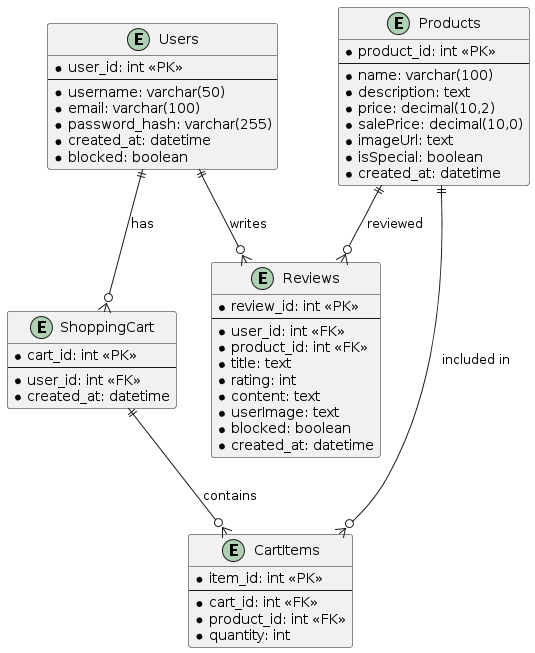 E Users
user_id: int «PK»
username: varchar(50)
email: varchar(100)
password_hash: varchar(255)
created_at: datetime
blocked: boolean
E Products
product_id: int «PK»
name: varchar(100)
description: text
price: decimal(10,2)
salePrice: decimal(10,0)
imageUrl: text
isSpecial: boolean
created_at: datetime
has
writes
reviewed
E Reviews
review_id: int «PK»
user_id: int «FK»
product_id: int «FK»
title: text
rating: int
content: text
userImage: text
blocked: boolean
created_at: datetime
E ShoppingCart
cart_id: int «PK»
user_id: int «FK»
created_at: datetime
included in
contains
E CartItems
item_id: int «PK»
cart_id: int «FK»
product_id: int «FK»
quantity: int